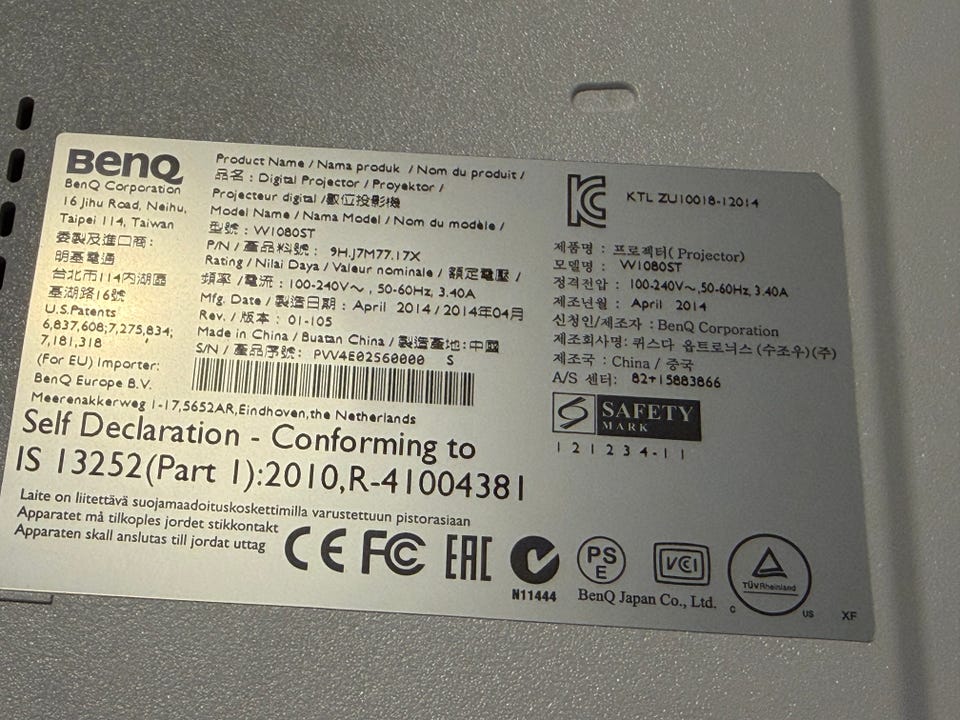 BenQ
BenQ Corporation
16 Jihu Road, Neihu,
Taipei 114, Taiwan
委製及進口商:
明基電通
台北市114內湖區
基湖路16號
U.S.Patents
6,837,608;7,275,834;
7,181,318
(For EU) Importer:
BenQ Europe B.V.
Meerenakkerweg 1-17,5652AR,Eindhoven,the Netherlands
Product Name / Nama produk / Nom du produit /
品名 : Digital Projector / Proyektor /
Projecteur digital /數位投影機
Model Name / Nama Model / Nom du modèle /
型號 : W1080ST
P/N / 產品料號 : 9H.J7M77.17X
Rating / Nilai Daya / Valeur nominale / 額定電壓 /
頻率 / 電流 : 100-240V～, 50-60Hz, 3.40A
Mfg. Date / 製造日期 : April 2014 / 2014年04月
Rev. / 版本 : 01-105
Made in China / Buatan China / 製造產地: 中國
S/N / 產品序號: PVV4E02560000 S
Self Declaration - Conforming to
IS 13252(Part 1):2010,R-41004381
Laite on liitettävä suojamaadoituskoskettimilla varustettuun pistorasiaan
Apparatet må tilkoples jordet stikkontakt
Apparaten skall anslutas till jordat uttag
KC
KTL ZU10018-12014
제품명 : 프로젝터( Projector)
모델명 : W1080ST
정격전압 : 100-240V～, 50-60Hz, 3.40A
제조년월 : April 2014
신청인/제조자 : BenQ Corporation
제조회사명: 퀴스다 옵트로닉스 (수조우)(주)
제조국 : China / 중국
A/S 센터: 82+15883866
SAFETY
MARK
121234-11
CE FC EAC
N11444
PS
E
VCI
BenQ Japan Co., Ltd.
TÜVRheinland
C US
XF